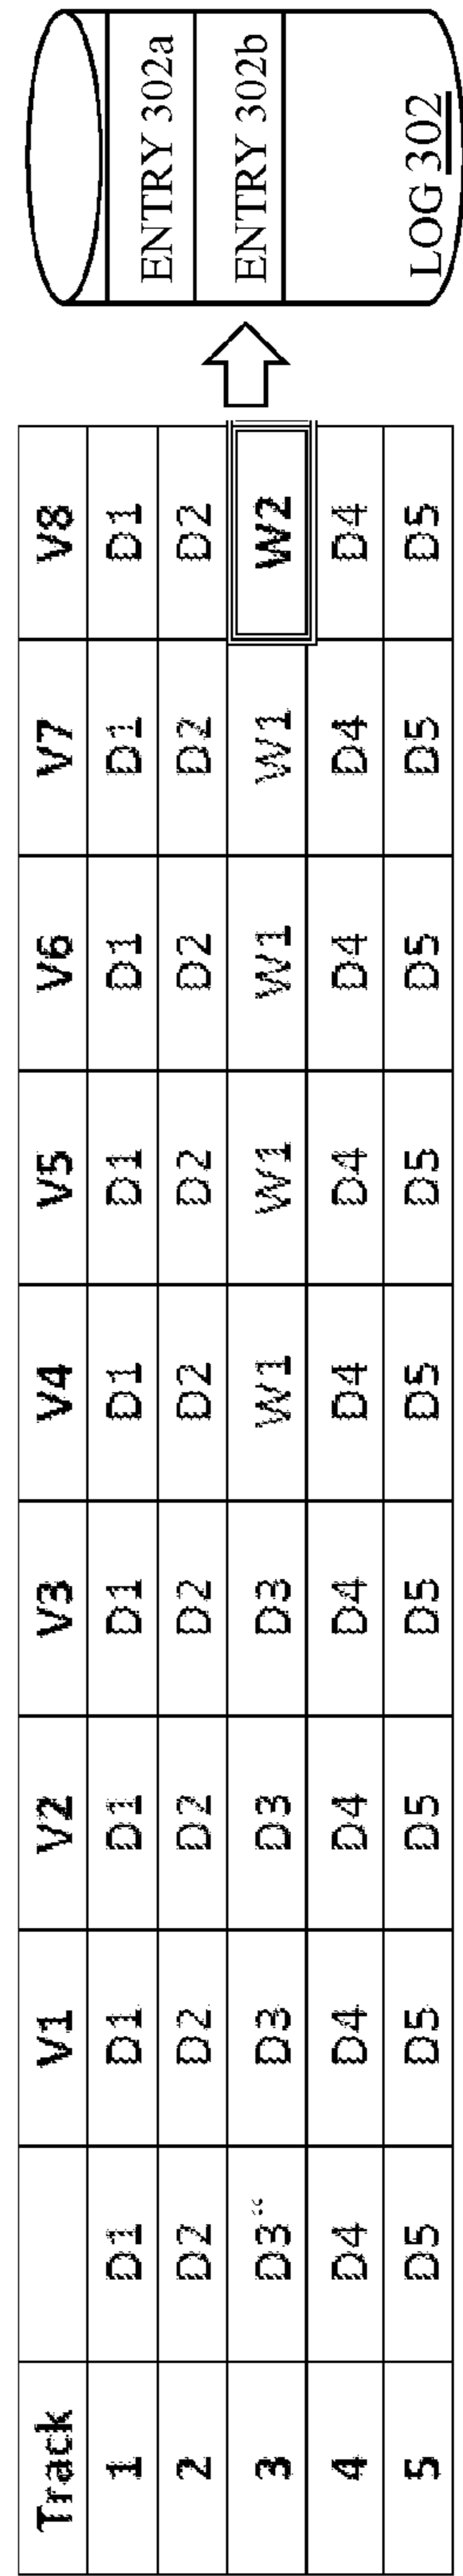 Track V1 V2 V3 V4 V5 V6 V7 V8
1 D1 D1 D1 D1 D1 D1 D1 D1 D1
2 D2 D2 D2 D2 D2 D2 D2 D2 D2
3 D3" D3 D3 D3 W1 W1 W1 W1 W2
4 D4 D4 D4 D4 D4 D4 D4 D4 D4
5 D5 D5 D5 D5 D5 D5 D5 D5 D5
ENTRY 302a
ENTRY 302b
LOG 302